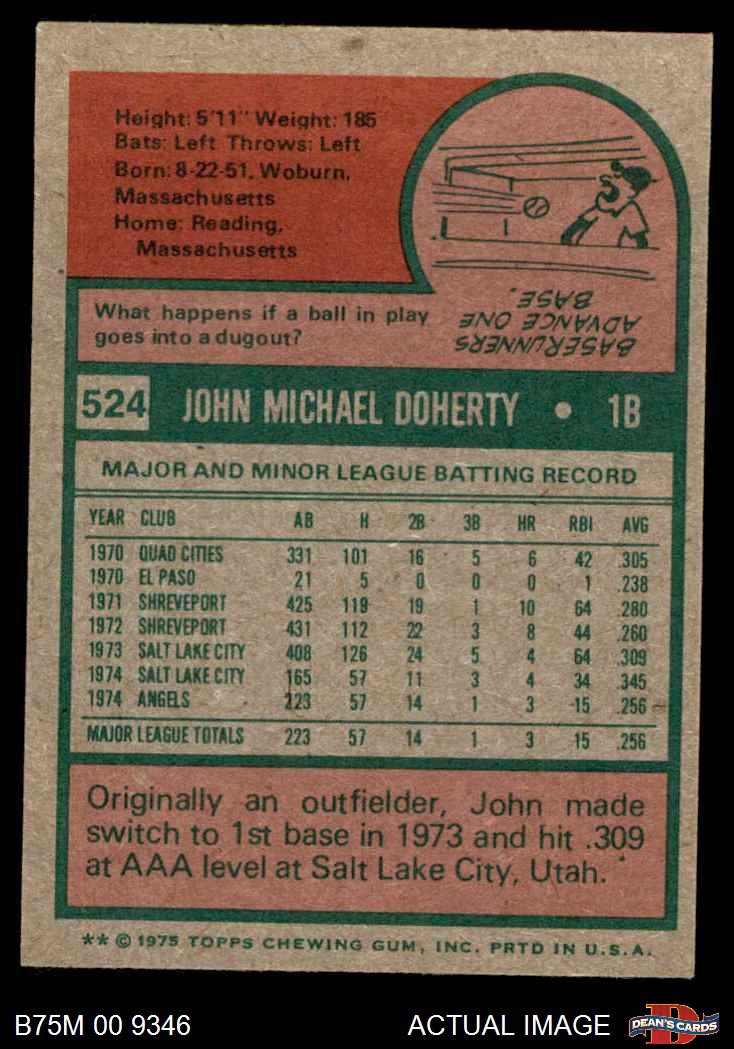 Height: 5'11" Weight: 185
Bats: Left Throws: Left
Born: 8-22-51, Woburn,
Massachusetts
Home: Reading,
Massachusetts
What happens if a ball in play
goes into a dugout?
BASERUNNERS
ADVANCE ONE
BASE.
524 JOHN MICHAEL DOHERTY • 1B
MAJOR AND MINOR LEAGUE BATTING RECORD
YEAR CLUB AB H 2B 3B HR RBI AVG
1970 QUAD CITIES 331 101 16 5 6 42 .305
1970 EL PASO 21 5 0 0 0 1 .238
1971 SHREVEPORT 425 119 19 1 10 64 .280
1972 SHREVEPORT 431 112 22 3 8 44 .260
1973 SALT LAKE CITY 408 126 24 5 4 64 .309
1974 SALT LAKE CITY 165 57 11 3 4 34 .345
1974 ANGELS 223 57 14 1 3 15 .256
MAJOR LEAGUE TOTALS 223 57 14 1 3 15 .256
Originally an outfielder, John made
switch to 1st base in 1973 and hit .309
at AAA level at Salt Lake City, Utah.
** © 1975 TOPPS CHEWING GUM, INC. PRTD IN U.S.A.
B75M 00 9346 ACTUAL IMAGE
DEAN'S CARDS